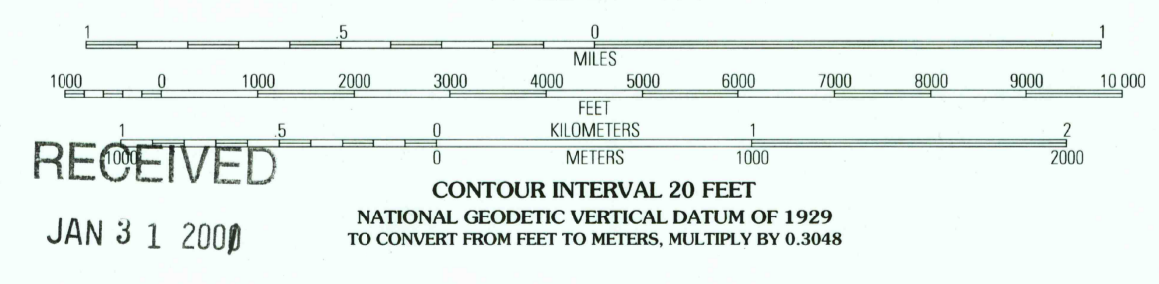 1 .5 0 1
MILES
1000 0 1000 2000 3000 4000 5000 6000 7000 8000 9000 10 000
FEET
1 .5 0 KILOMETERS 1 2
1000 0 METERS 1000 2000
RECEIVED
CONTOUR INTERVAL 20 FEET
NATIONAL GEODETIC VERTICAL DATUM OF 1929
TO CONVERT FROM FEET TO METERS, MULTIPLY BY 0.3048
JAN 3 1 2000